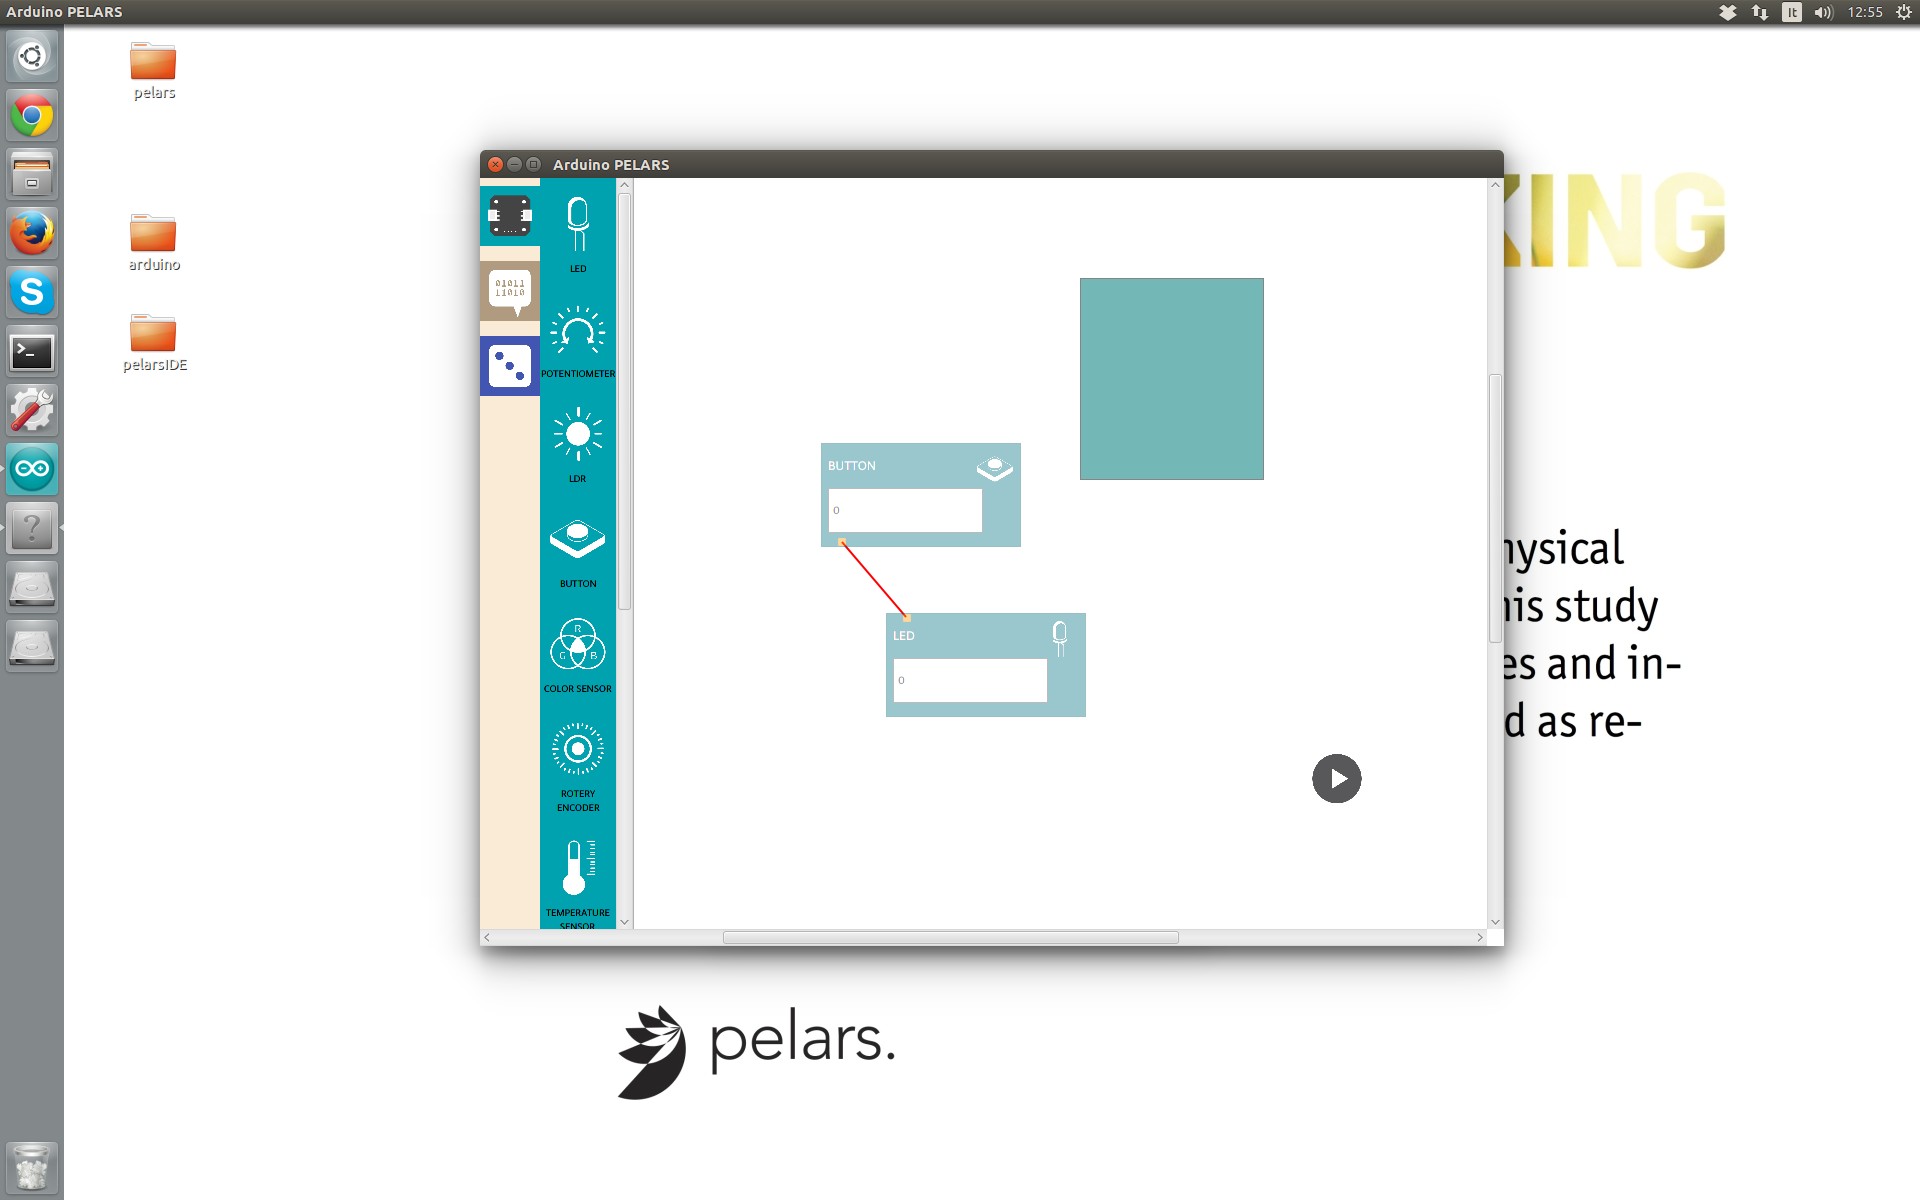 Arduino PELARS
It
12:55
pelars
arduino
pelarsIDE
Arduino PELARS
01011
11010
LED
POTENTIOMETER
LDR
BUTTON
R
G B
COLOR SENSOR
ROTERY
ENCODER
TEMPERATURE
SENSOR
BUTTON
0
LED
0
KING
hysical
his study
es and in-
d as re-
pelars.